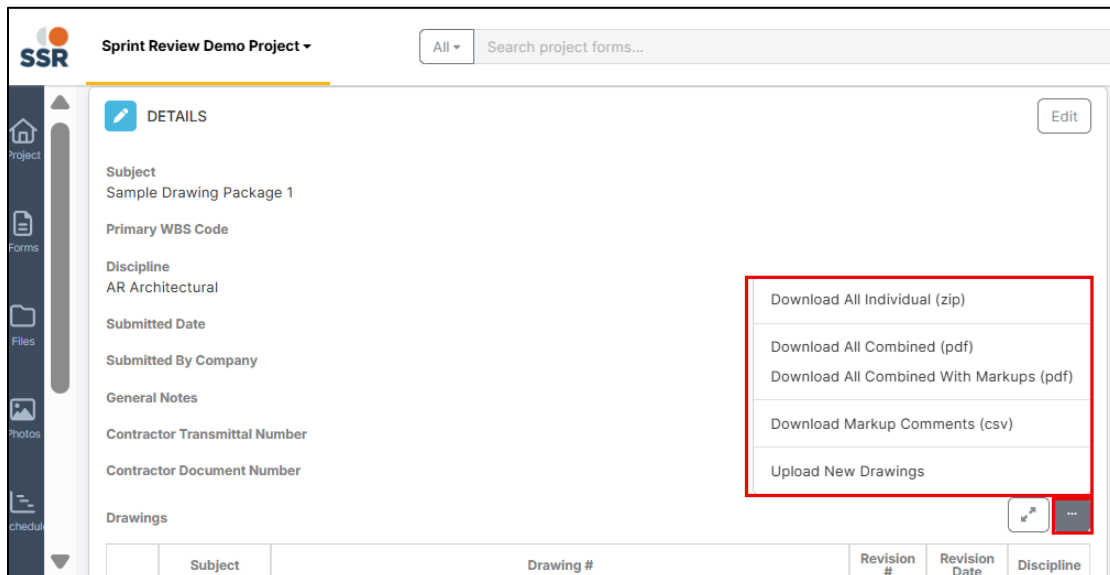 SSR
Sprint Review Demo Project
All
Search project forms...
DETAILS
Edit
Project
Forms
Files
Photos
Subject
Sample Drawing Package 1
Primary WBS Code
Discipline
AR Architectural
Submitted Date
Submitted By Company
General Notes
Contractor Transmittal Number
Contractor Document Number
Download All Individual (zip)
Download All Combined (pdf)
Download All Combined With Markups (pdf)
Download Markup Comments (csv)
Upload New Drawings
Drawings
...
Subject
Drawing #
Revision
#
Revision
Date
Discipline